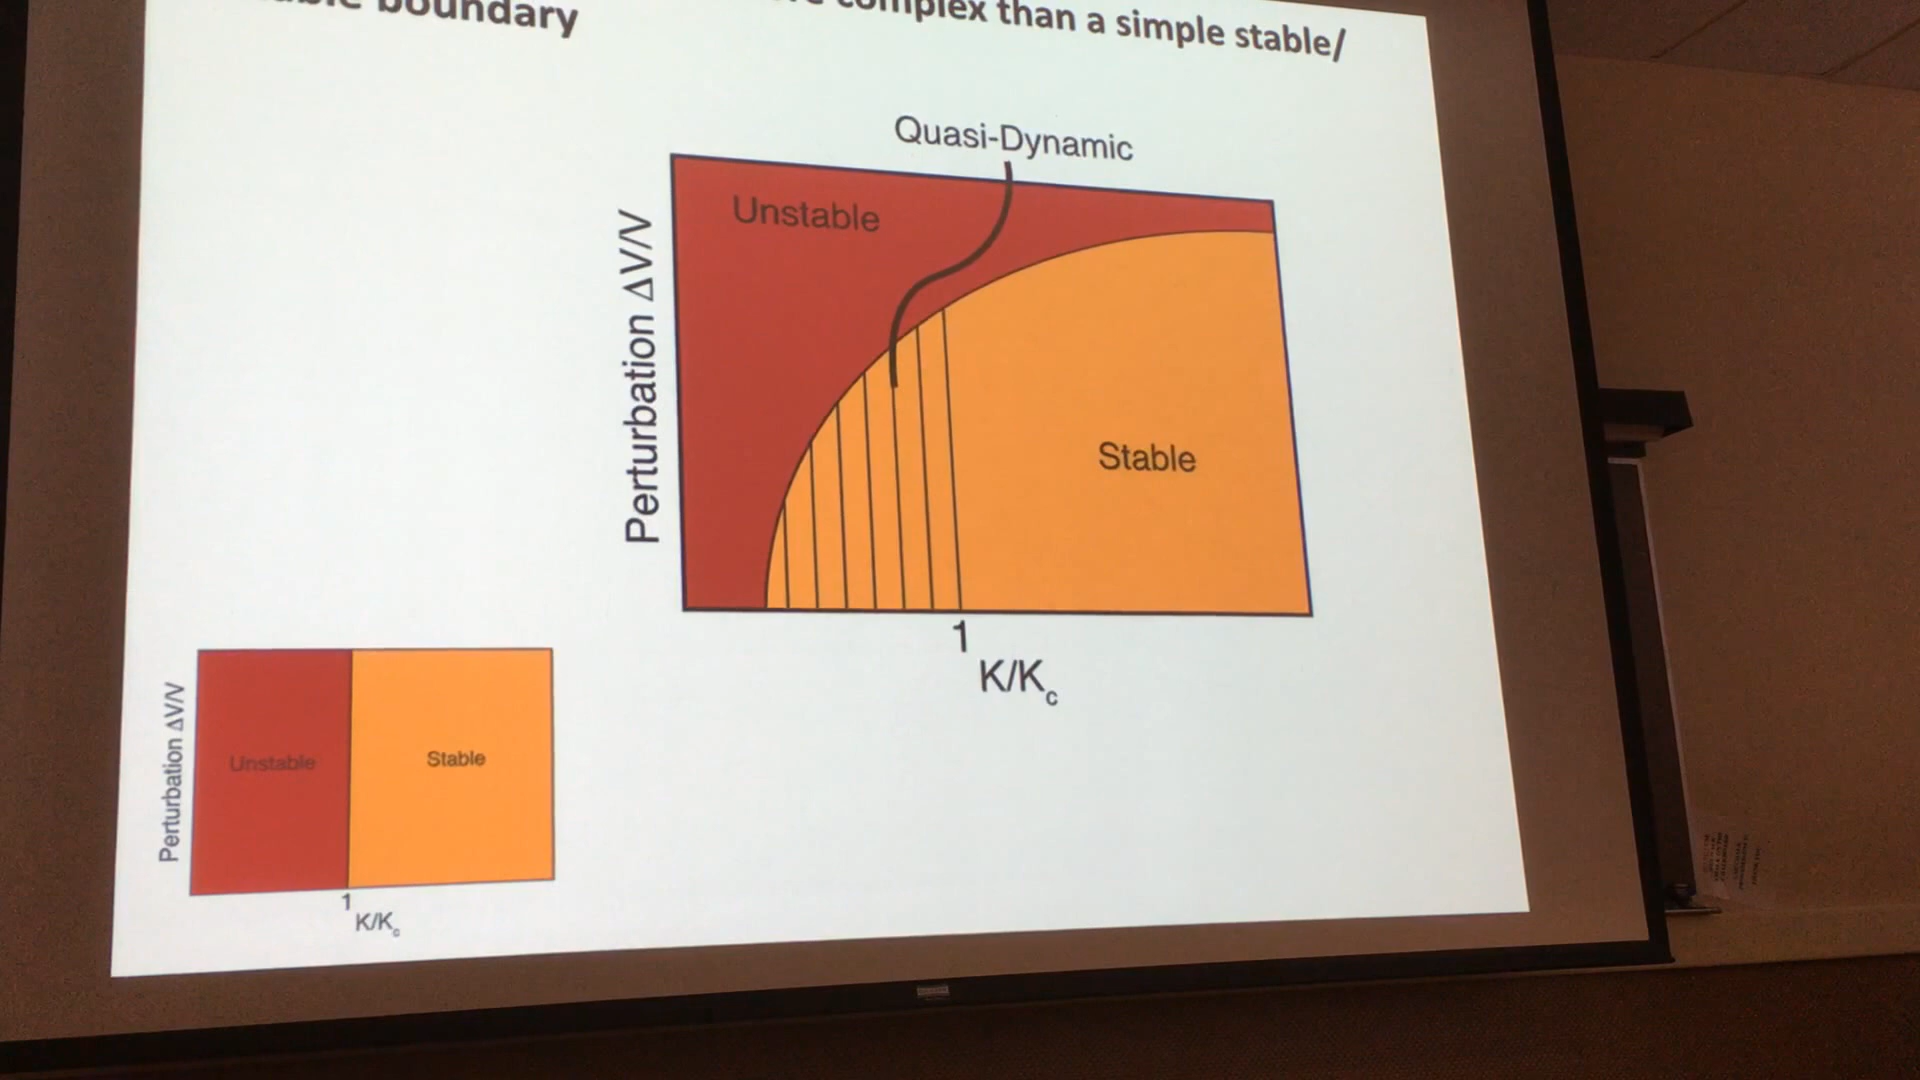 complex than a simple stable/
boundary
Quasi-Dynamic
Unstable
Perturbation ΔV/V
Stable
1
K/Kc
Perturbation ΔV/V
Unstable
Stable
1
K/Kc